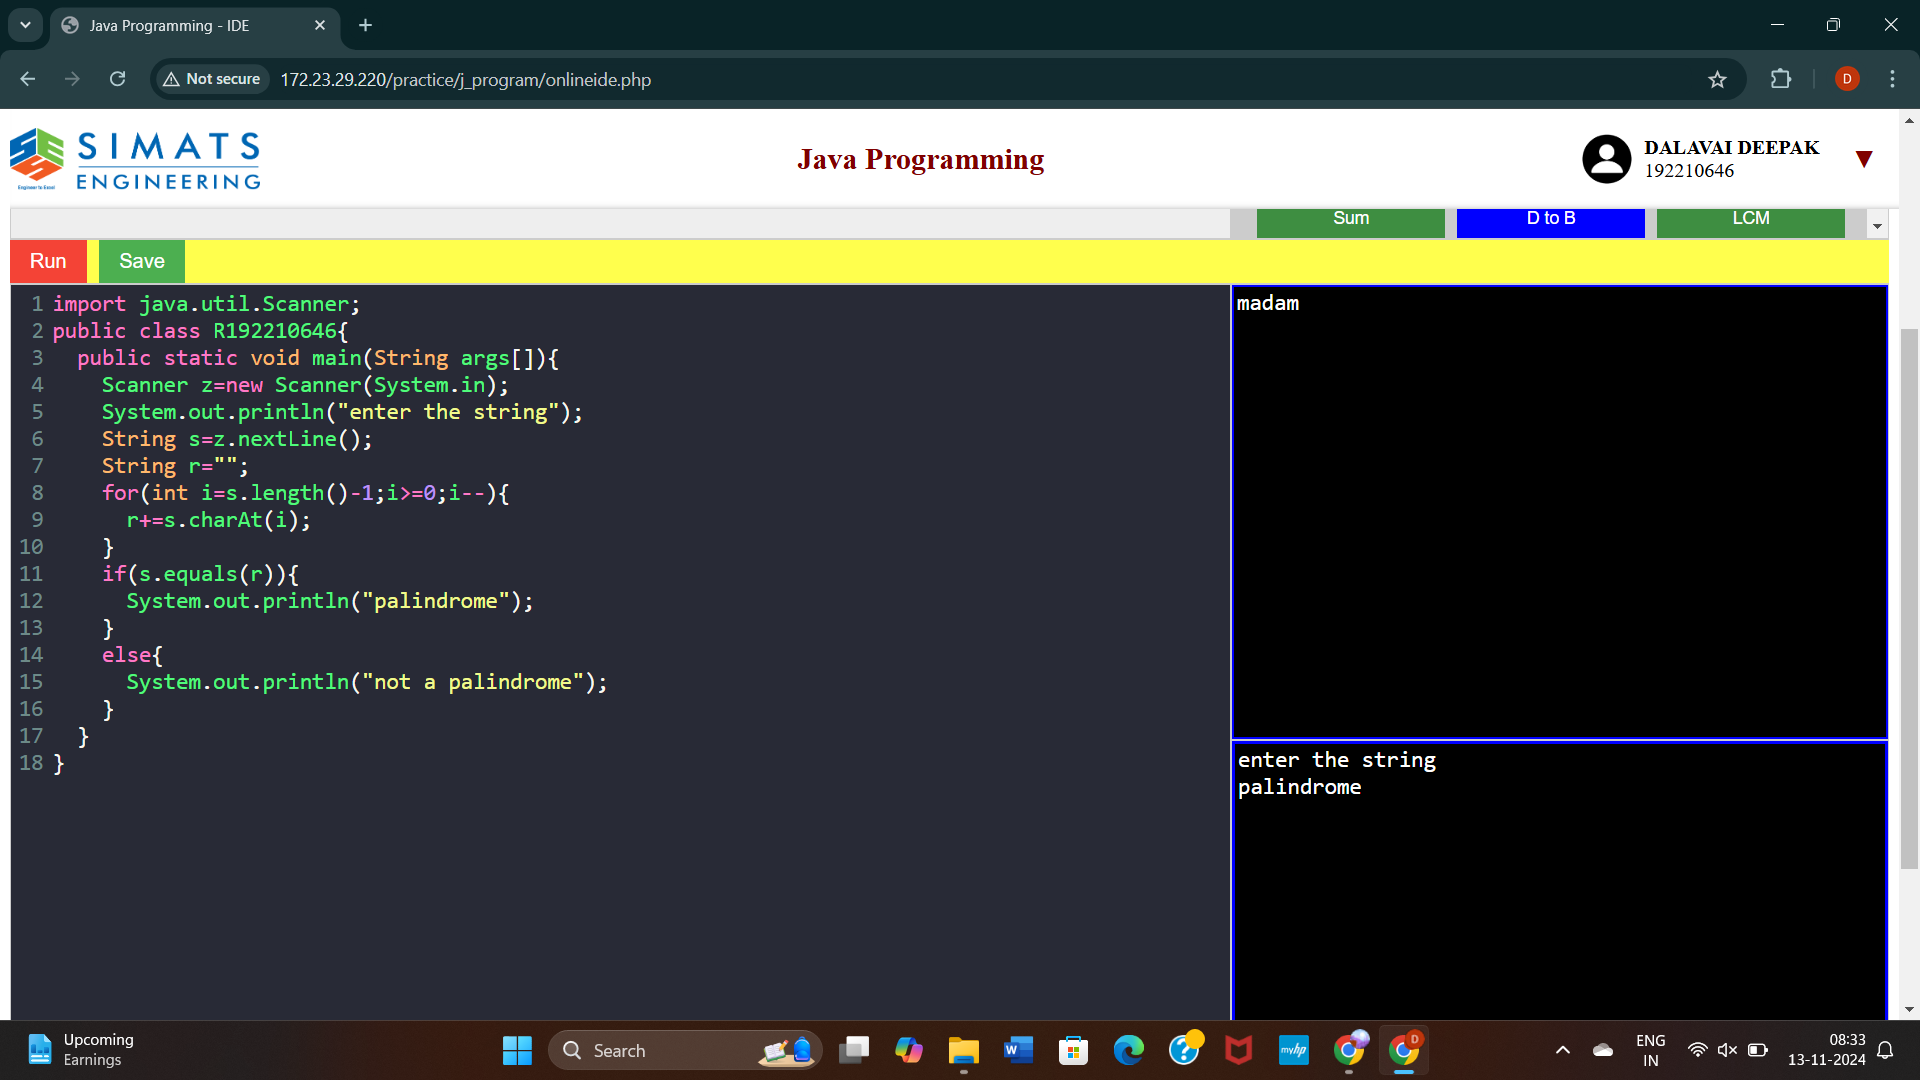 Java Programming - IDE
Not secure
172.23.29.220/practice/j_program/onlineide.php
D
SIMATS
ENGINEERING
Engineer to Excel
Java Programming
DALAVAI DEEPAK
192210646
Sum
D to B
LCM
Run
Save
1 import java.util.Scanner;
2 public class R192210646{
3   public static void main(String args[]){
4     Scanner z=new Scanner(System.in);
5     System.out.println("enter the string");
6     String s=z.nextLine();
7     String r="";
8     for(int i=s.length()-1;i>=0;i--){
9       r+=s.charAt(i);
10     }
11     if(s.equals(r)){
12       System.out.println("palindrome");
13     }
14     else{
15       System.out.println("not a palindrome");
16     }
17   }
18 }
madam
enter the string
palindrome
Upcoming
Earnings
Search
W
myhp
D
ENG
IN
08:33
13-11-2024